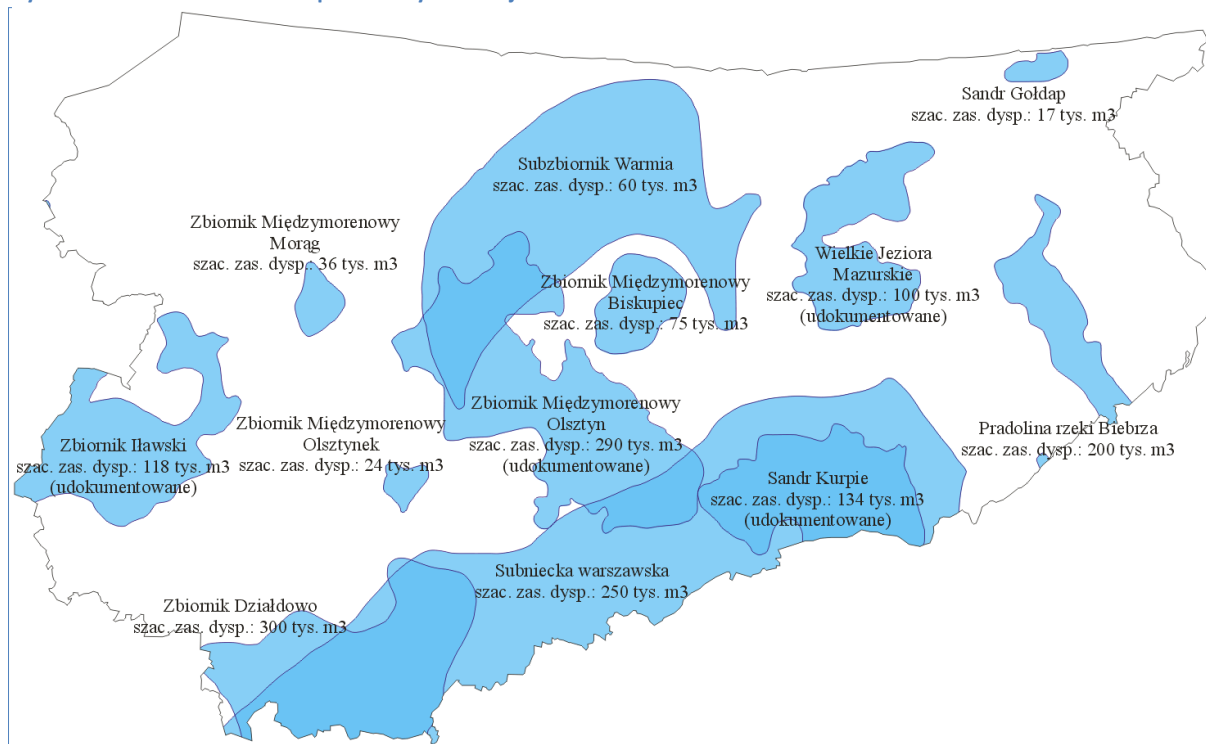 Sandr Gołdap
szac. zas. dysp.: 17 tys. m3
Subzbiornik Warmia
szac. zas. dysp.: 60 tys. m3
Zbiornik Międzymorenowy
Morąg
szac. zas. dysp.: 36 tys. m3
Zbiornik Międzymorenowy
Biskupiec
szac. zas. dysp.: 75 tys. m3
Wielkie Jeziora
Mazurskie
szac. zas. dysp.: 100 tys. m3
(udokumentowane)
Zbiornik Iławski
szac. zas. dysp.: 118 tys. m3
(udokumentowane)
Zbiornik Międzymorenowy
Olsztynek
szac. zas. dysp.: 24 tys. m3
Zbiornik Międzymorenowy
Olsztyn
szac. zas. dysp.: 290 tys. m3
(udokumentowane)
Sandr Kurpie
szac. zas. dysp.: 134 tys. m3
(udokumentowane)
Pradolina rzeki Biebrza
szac. zas. dysp.: 200 tys. m3
Subniecka warszawska
szac. zas. dysp.: 250 tys. m3
Zbiornik Działdowo
szac. zas. dysp.: 300 tys. m3